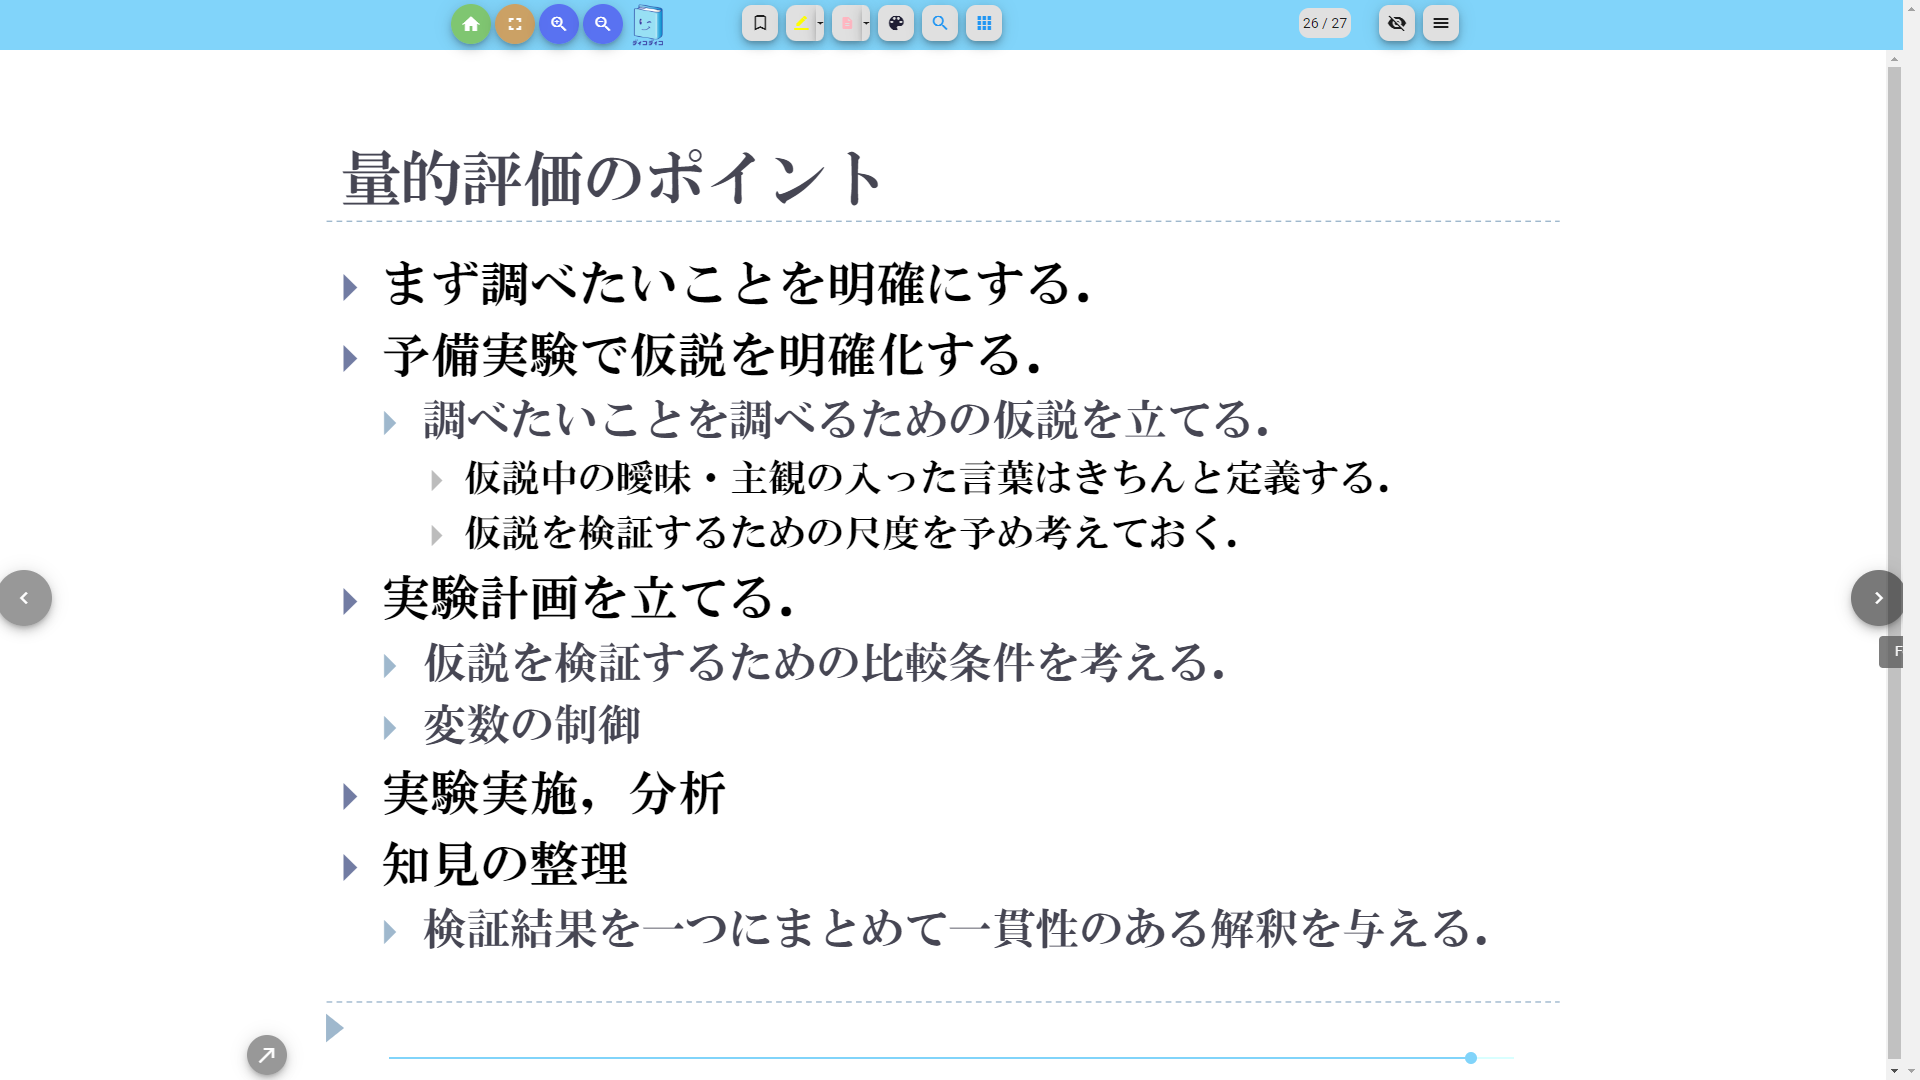 ダイコダイコ
26 / 27
量的評価のポイント
まず調べたいことを明確にする．
予備実験で仮説を明確化する．
調べたいことを調べるための仮説を立てる．
仮説中の曖昧・主観の入った言葉はきちんと定義する．
仮説を検証するための尺度を予め考えておく．
実験計画を立てる．
仮説を検証するための比較条件を考える．
変数の制御
実験実施，分析
知見の整理
検証結果を一つにまとめて一貫性のある解釈を与える．
F